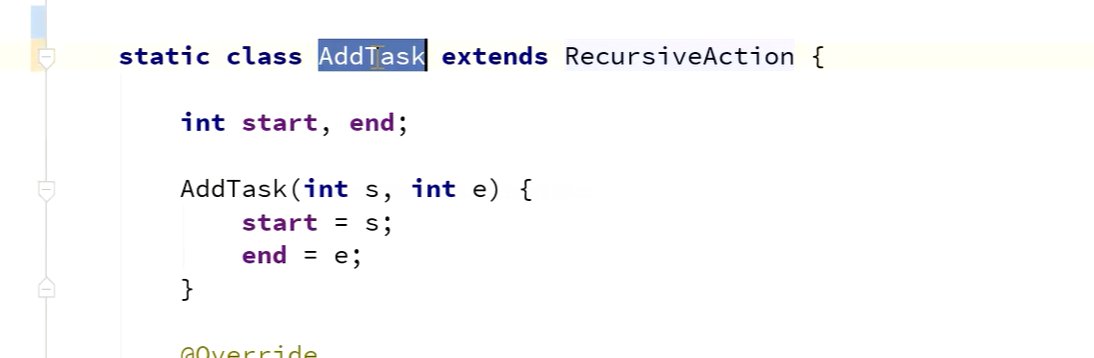 static class AddTask extends RecursiveAction {
int start, end;
AddTask(int s, int e) {
start = s;
end = e;
}
@Override